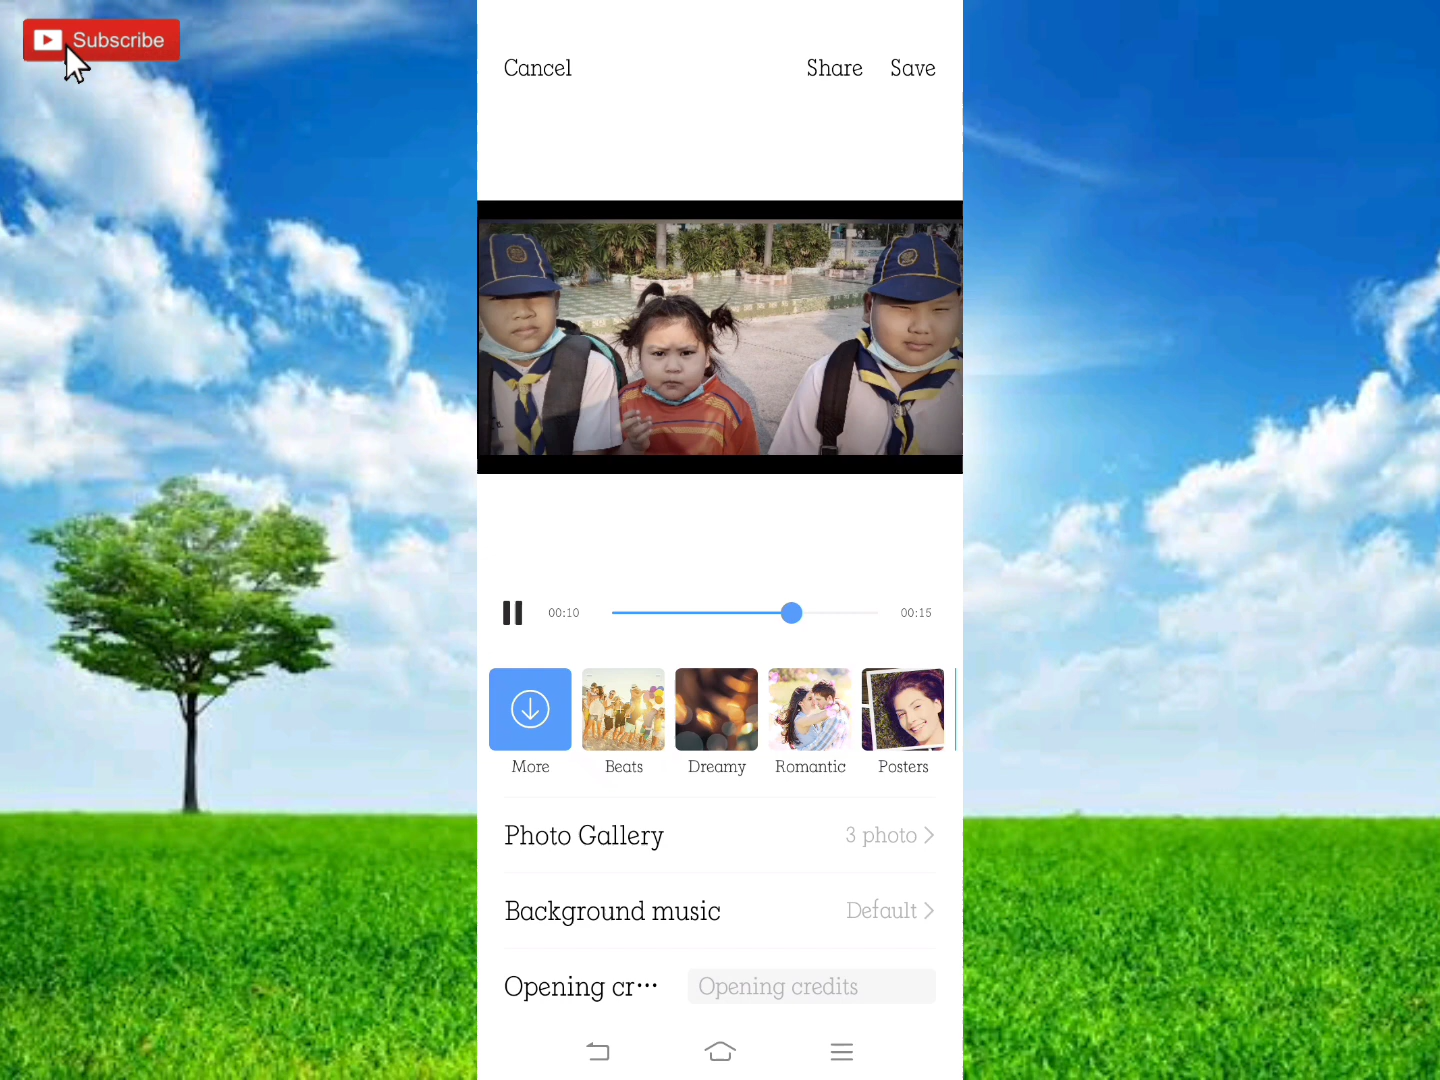 Subscribe
Cancel Share Save
00:10 00:15
More Beats Dreamy Romantic Posters
Photo Gallery 3 photo
Background music Default
Opening cr··· Opening credits